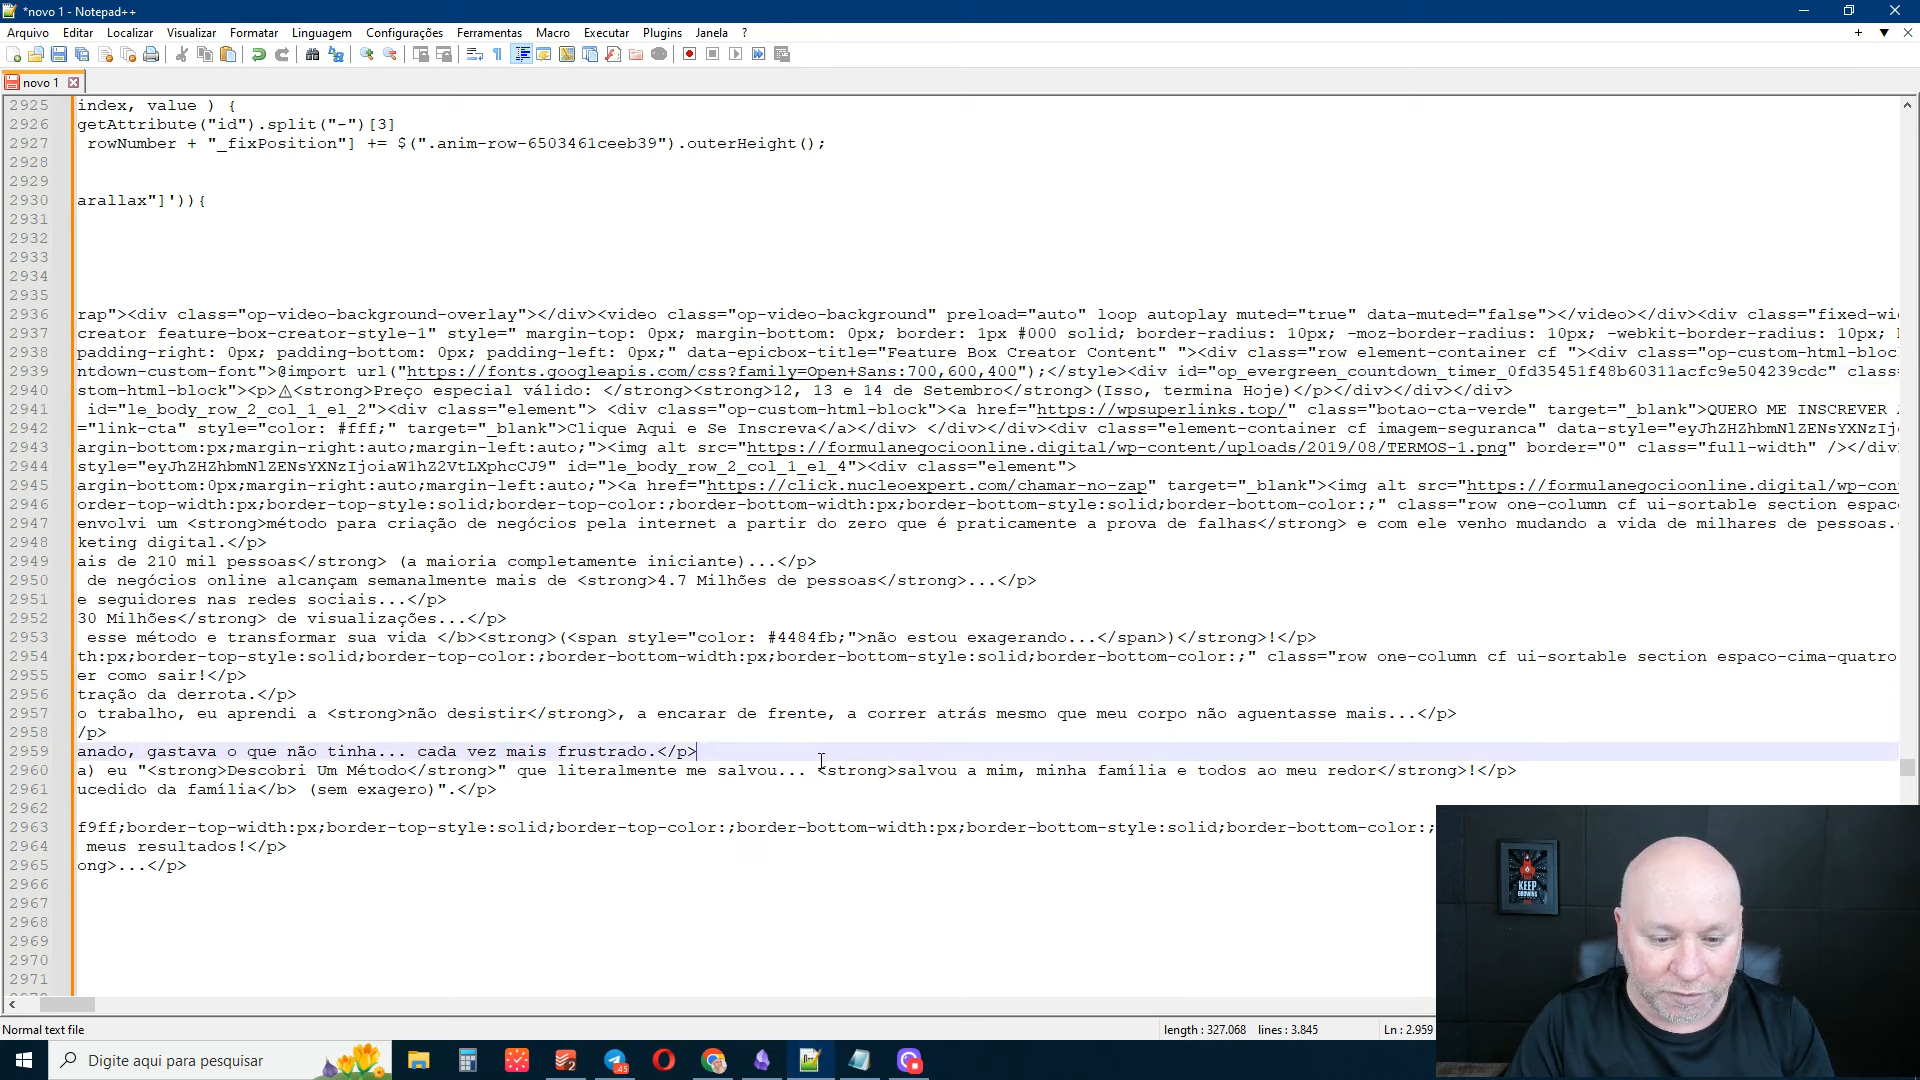 *novo 1 - Notepad++
Arquivo Editar Localizar Visualizar Formatar Linguagem Configurações Ferramentas Macro Executar Plugins Janela ?
novo 1
2925 index, value ) {
2926 getAttribute("id").split("-")[3]
2927 rowNumber + "_fixPosition"] += $(".anim-row-6503461ceeb39").outerHeight();
2928
2929
2930 arallax"]')){
2931
2932
2933
2934
2935
2936 rap"><div class="op-video-background-overlay"></div><video class="op-video-background" preload="auto" loop autoplay muted="true" data-muted="false"></video></div><div class="fixed-wi
2937 creator feature-box-creator-style-1" style=" margin-top: 0px; margin-bottom: 0px; border: 1px #000 solid; border-radius: 10px; -moz-border-radius: 10px; -webkit-border-radius: 10px;
2938 padding-right: 0px; padding-bottom: 0px; padding-left: 0px;" data-epicbox-title="Feature Box Creator Content" "><div class="row element-container cf "><div class="op-custom-html-bloc
2939 ntdown-custom-font">@import url("https://fonts.googleapis.com/css?family=Open+Sans:700,600,400");</style><div id="op_evergreen_countdown_timer_0fd35451f48b60311acfc9e504239cdc" clas=
2940 stom-html-block"><p>⚠<strong>Preço especial válido: </strong><strong>12, 13 e 14 de Setembro</strong>(Isso, termina Hoje)</p></div></div></div>
2941 id="le_body_row_2_col_1_el_2"><div class="element"> <div class="op-custom-html-block"><a href="https://wpsuperlinks.top/" class="botao-cta-verde" target="_blank">QUERO ME INSCREVER
2942 ="link-cta" style="color: #fff;" target="_blank">Clique Aqui e Se Inscreva</a></div> </div></div><div class="element-container cf imagem-seguranca" data-style="eyJhZHZhbmNlZENsYXNzIj
2943 argin-bottom:px;margin-right:auto;margin-left:auto;"><img alt src="https://formulanegocioonline.digital/wp-content/uploads/2019/08/TERMOS-1.png" border="0" class="full-width" /></div
2944 style="eyJhZHZhbmNlZENsYXNzIjoiaW1hZ2VtLXphcCJ9" id="le_body_row_2_col_1_el_4"><div class="element">
2945 argin-bottom:0px;margin-right:auto;margin-left:auto;"><a href="https://click.nucleoexpert.com/chamar-no-zap" target="_blank"><img alt src="https://formulanegocioonline.digital/wp-con
2946 order-top-width:px;border-top-style:solid;border-top-color:;border-bottom-width:px;border-bottom-style:solid;border-bottom-color:;" class="row one-column cf ui-sortable section espac
2947 envolvi um <strong>método para criação de negócios pela internet a partir do zero que é praticamente a prova de falhas</strong> e com ele venho mudando a vida de milhares de pessoas.
2948 keting digital.</p>
2949 ais de 210 mil pessoas</strong> (a maioria completamente iniciante)...</p>
2950 de negócios online alcançam semanalmente mais de <strong>4.7 Milhões de pessoas</strong>...</p>
2951 e seguidores nas redes sociais...</p>
2952 30 Milhões</strong> de visualizações...</p>
2953 esse método e transformar sua vida </b><strong>(<span style="color: #4484fb;">não estou exagerando...</span>)</strong>!</p>
2954 th:px;border-top-style:solid;border-top-color:;border-bottom-width:px;border-bottom-style:solid;border-bottom-color:;" class="row one-column cf ui-sortable section espaco-cima-quatro
2955 er como sair!</p>
2956 tração da derrota.</p>
2957 o trabalho, eu aprendi a <strong>não desistir</strong>, a encarar de frente, a correr atrás mesmo que meu corpo não aguentasse mais...</p>
2958 /p>
2959 anado, gastava o que não tinha... cada vez mais frustrado.</p>
2960 a) eu "<strong>Descobri Um Método</strong>" que literalmente me salvou... <strong>salvou a mim, minha família e todos ao meu redor</strong>!</p>
2961 ucedido da família</b> (sem exagero)".</p>
2962
2963 f9ff;border-top-width:px;border-top-style:solid;border-top-color:;border-bottom-width:px;border-bottom-style:solid;border-bottom-color:;
2964 meus resultados!</p>
2965 ong>...</p>
2966
2967
2968
2969
2970
2971
KEEP
GROWING
Normal text file length : 327.068 lines : 3.845 Ln : 2.959
Digite aqui para pesquisar
2
45